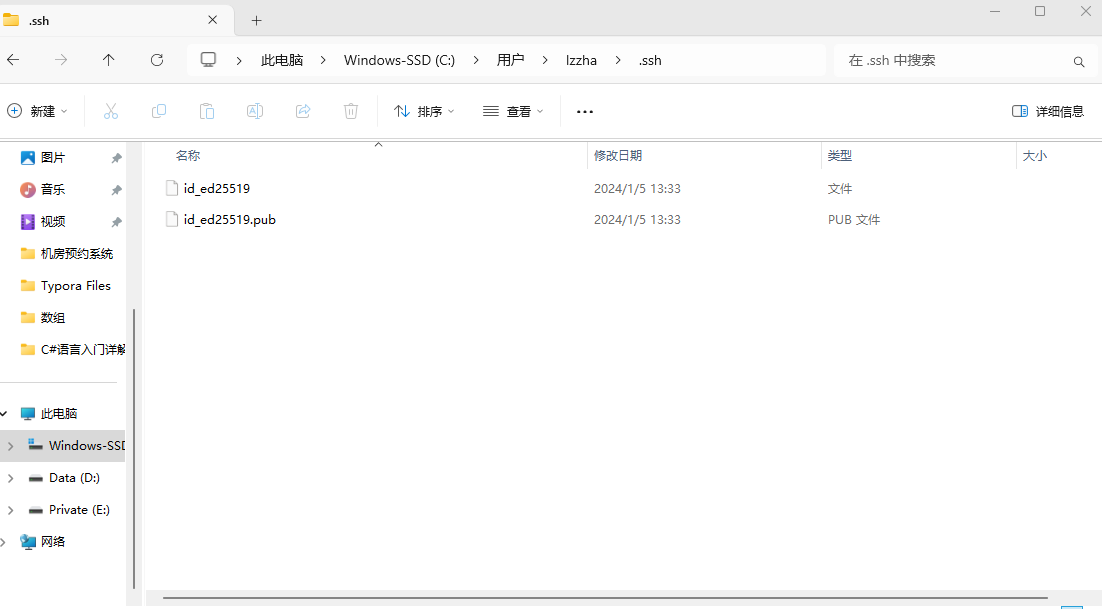 .ssh
此电脑 > Windows-SSD (C:) > 用户 > lzzha > .ssh
在 .ssh 中搜索
新建
排序
查看
详细信息
名称 修改日期 类型 大小
id_ed25519 2024/1/5 13:33 文件
id_ed25519.pub 2024/1/5 13:33 PUB 文件
图片
音乐
视频
机房预约系统
Typora Files
数组
C#语言入门详解
此电脑
Windows-SSD
Data (D:)
Private (E:)
网络